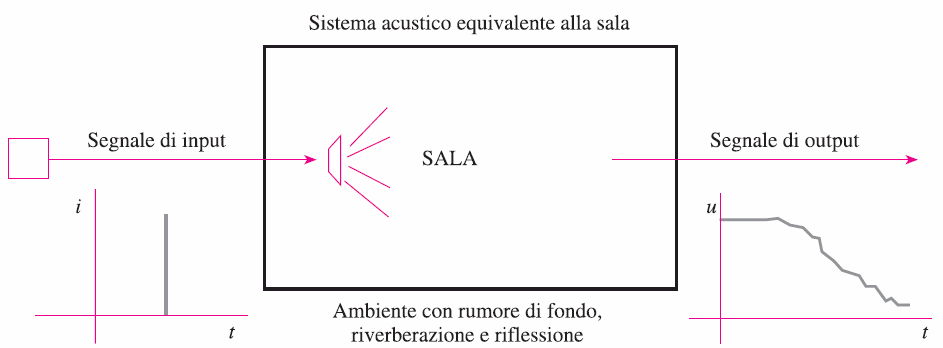 Sistema acustico equivalente alla sala
Segnale di input
SALA
Segnale di output
i
t
u
t
Ambiente con rumore di fondo,
riverberazione e riflessione